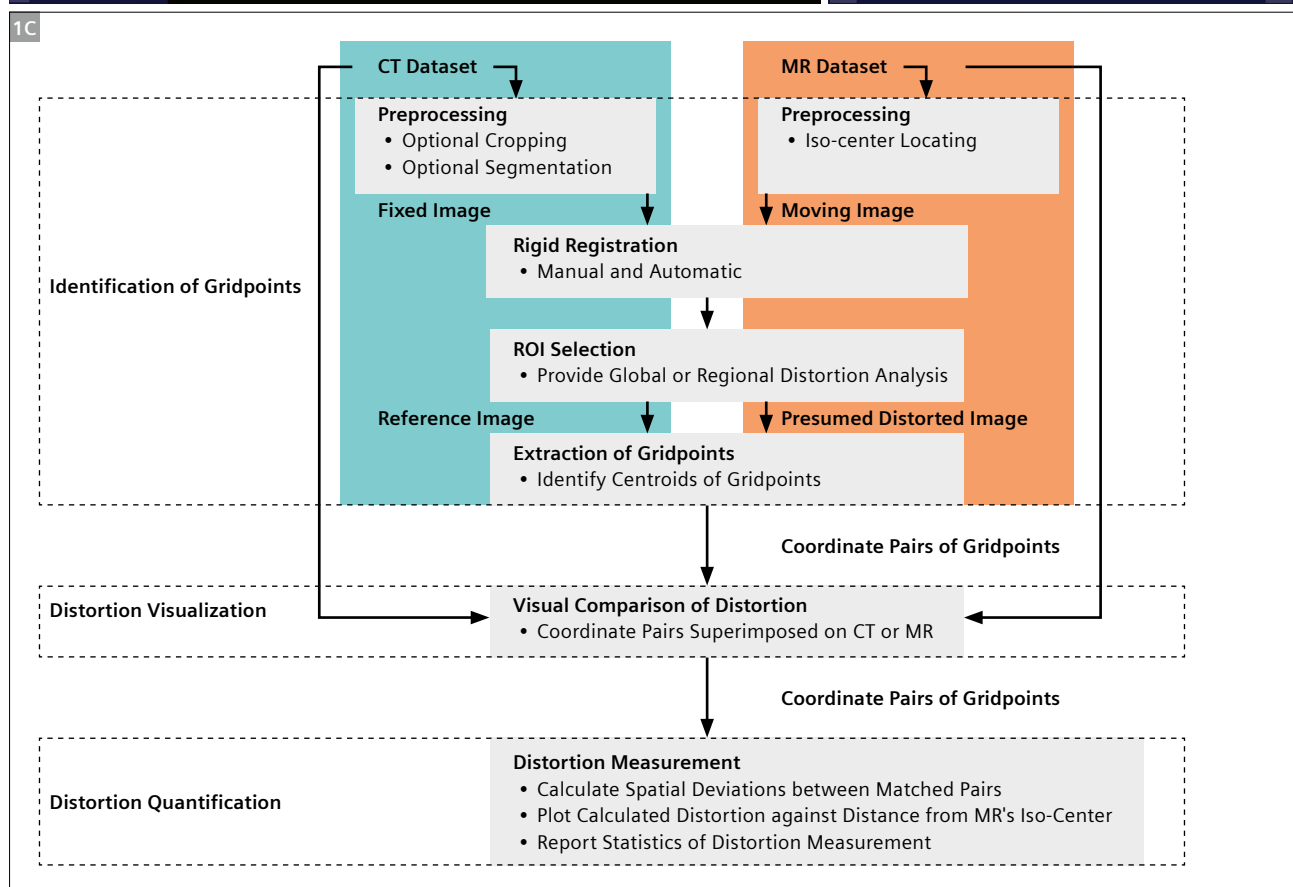 1C
CT Dataset
MR Dataset
Preprocessing
• Optional Cropping
• Optional Segmentation
Preprocessing
• Iso-center Locating
Fixed Image
Moving Image
Rigid Registration
• Manual and Automatic
Identification of Gridpoints
ROI Selection
• Provide Global or Regional Distortion Analysis
Reference Image
Presumed Distorted Image
Extraction of Gridpoints
• Identify Centroids of Gridpoints
Coordinate Pairs of Gridpoints
Distortion Visualization
Visual Comparison of Distortion
• Coordinate Pairs Superimposed on CT or MR
Coordinate Pairs of Gridpoints
Distortion Quantification
Distortion Measurement
• Calculate Spatial Deviations between Matched Pairs
• Plot Calculated Distortion against Distance from MR's Iso-Center
• Report Statistics of Distortion Measurement